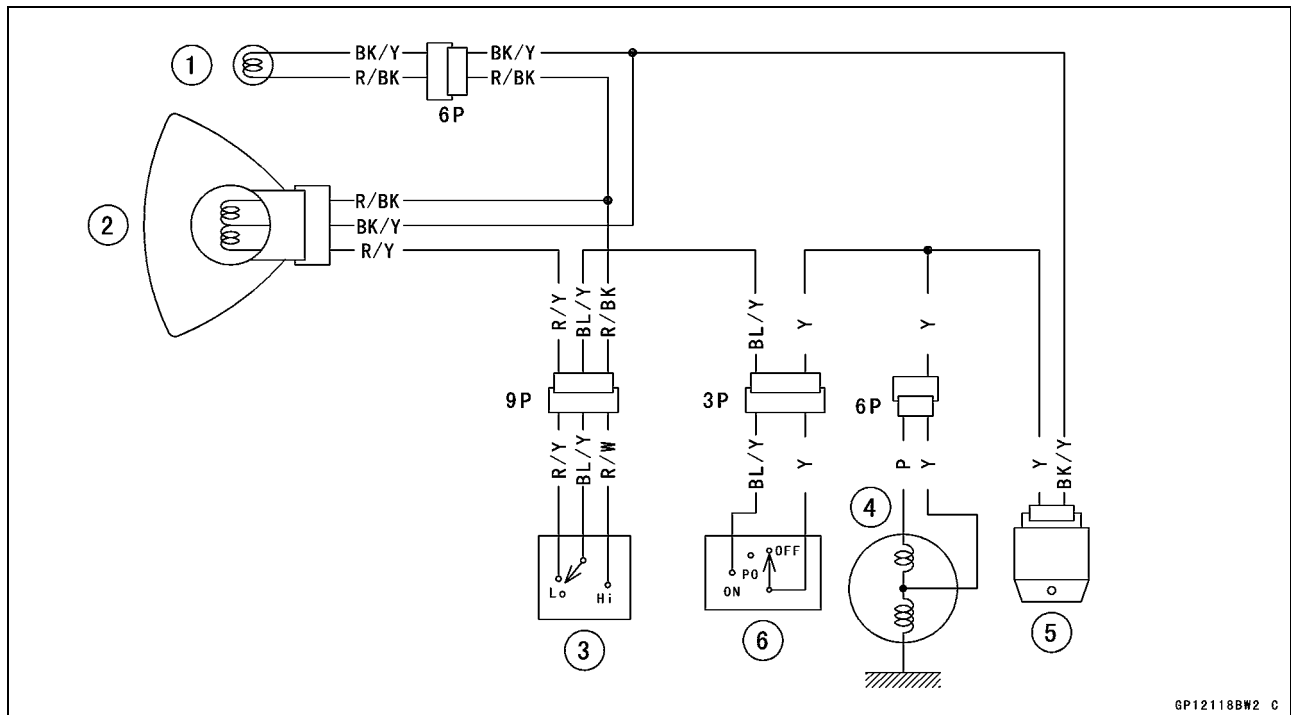 1
BK/Y
BK/Y
R/BK
R/BK
6P
2
R/BK
BK/Y
R/Y
R/Y
BL/Y
R/BK
BL/Y
Y
Y
9P
3P
6P
R/Y
BL/Y
R/W
BL/Y
Y
P
Y
Y
BK/Y
4
Lo
Hi
OFF
PO
ON
3
6
5
GP12118BW2 C